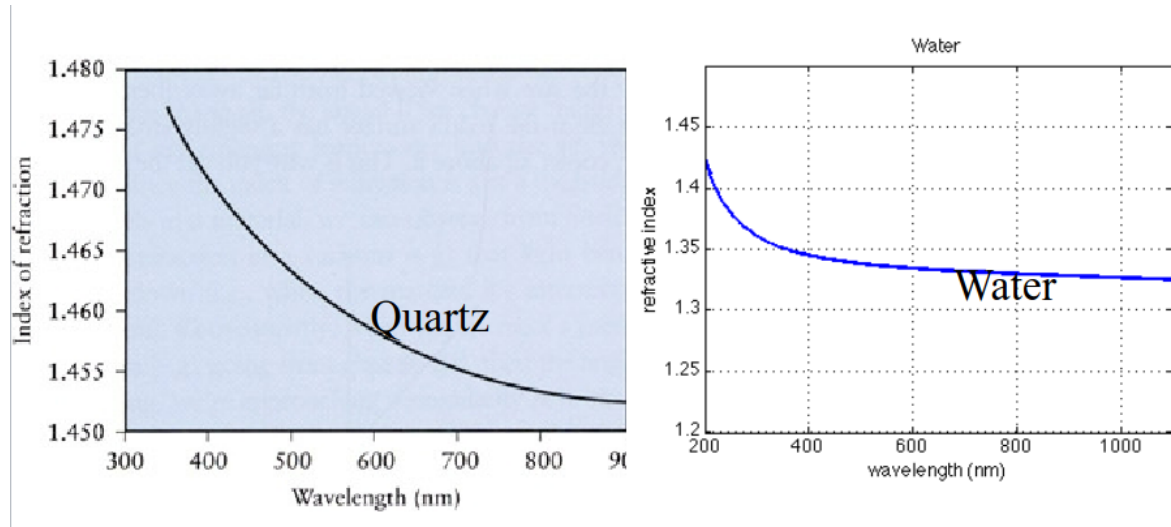 1.480
1.475
1.470
1.465
1.460
1.455
1.450
Index of refraction
Quartz
300 400 500 600 700 800 90
Wavelength (nm)
Water
1.45
1.4
1.35
1.3
1.25
1.2
refractive index
Water
200 400 600 800 1000
wavelength (nm)